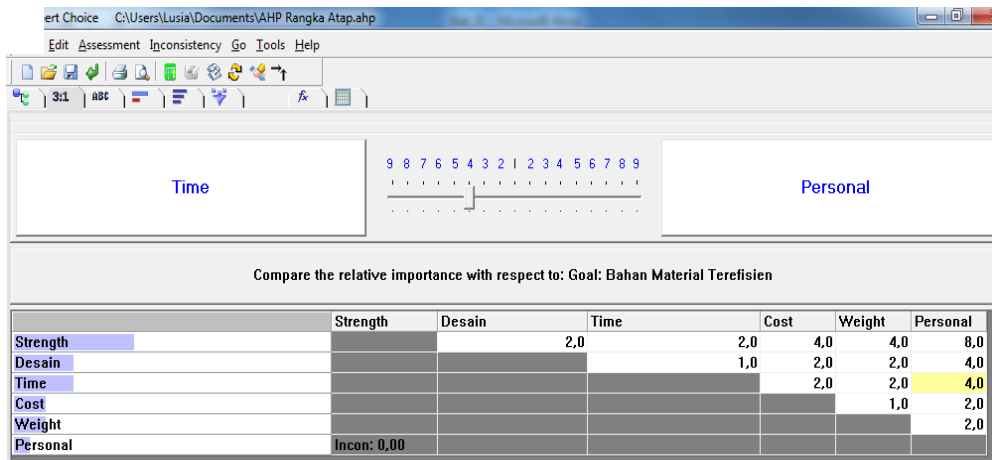 ert Choice C:\Users\Lusia\Documents\AHP Rangka Atap.ahp
Edit Assessment Inconsistency Go Tools Help
3:1 ABC fx
9 8 7 6 5 4 3 2 1 2 3 4 5 6 7 8 9
Time Personal
Compare the relative importance with respect to: Goal: Bahan Material Terefisien
Strength Desain Time Cost Weight Personal
Strength 2,0 2,0 4,0 4,0 8,0
Desain 1,0 2,0 2,0 4,0
Time 2,0 2,0 4,0
Cost 1,0 2,0
Weight 2,0
Personal Incon: 0,00